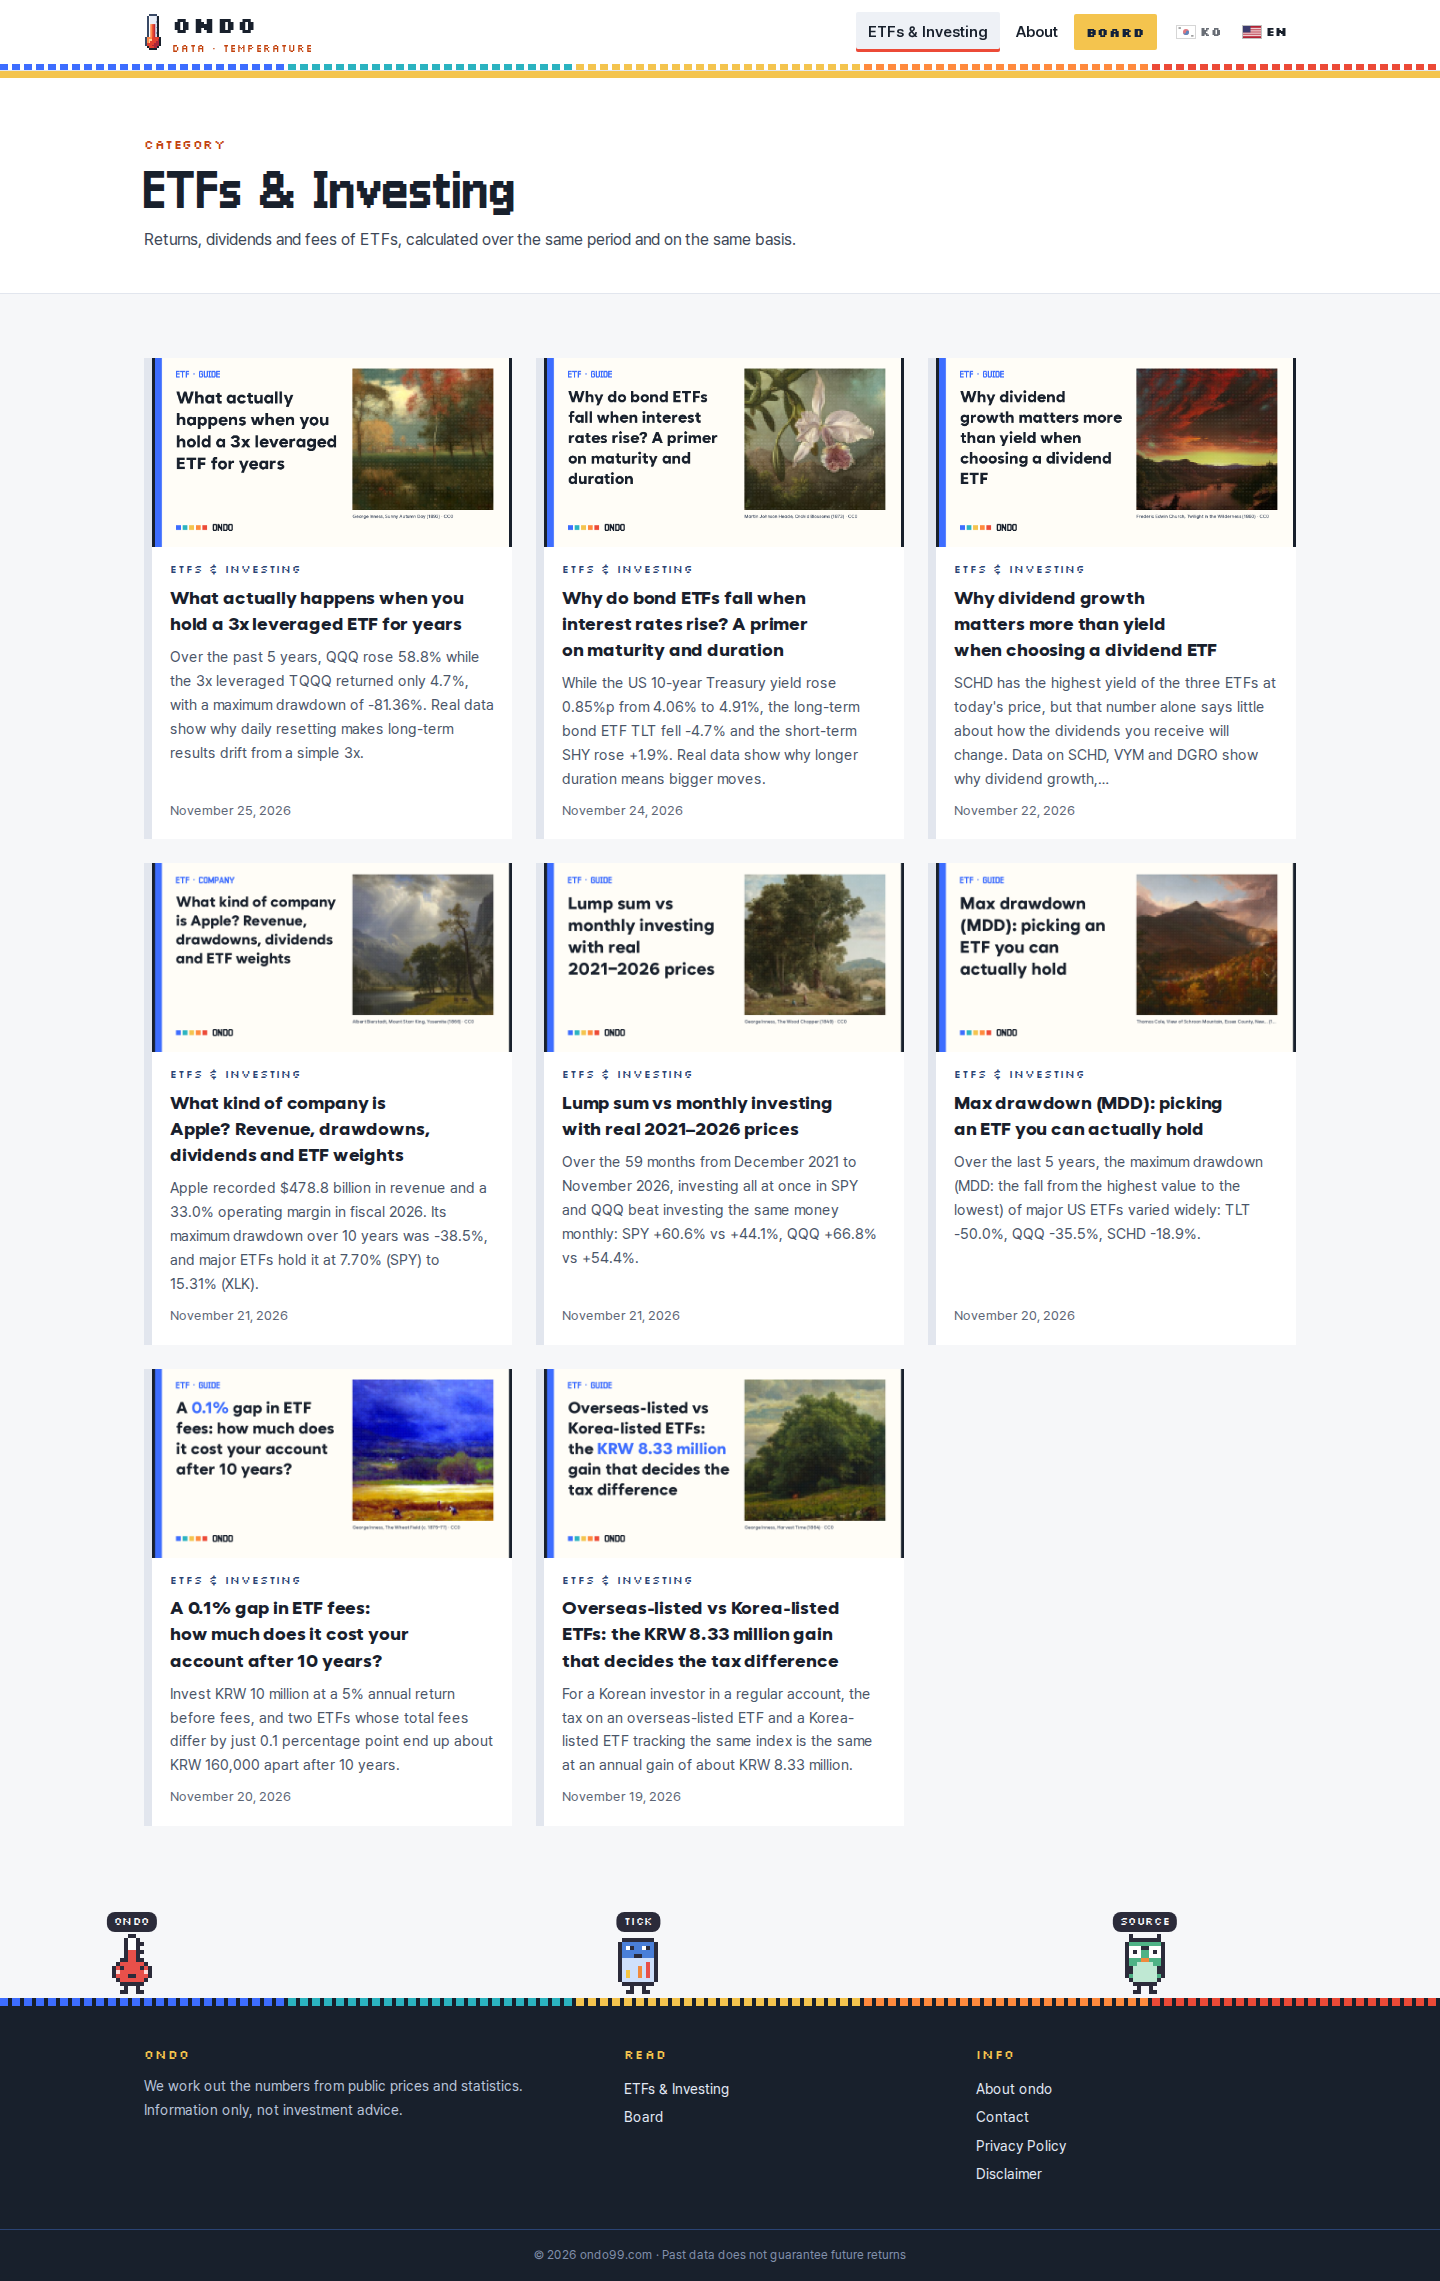 ONDO
DATA · TEMPERATURE
ETFs & Investing
About
BOARD
KO
EN
CATEGORY
ETFs & Investing
Returns, dividends and fees of ETFs, calculated over the same period and on the same basis.
ETF · GUIDE
What actually
happens when you
hold a 3x leveraged
ETF for years
George Inness, Sunny Autumn Day (1892) · CC0
ONDO
ETFS & INVESTING
What actually happens when you
hold a 3x leveraged ETF for years
Over the past 5 years, QQQ rose 58.8% while
the 3x leveraged TQQQ returned only 4.7%,
with a maximum drawdown of -81.36%. Real data
show why daily resetting makes long-term
results drift from a simple 3x.
November 25, 2026
ETF · GUIDE
Why do bond ETFs
fall when interest
rates rise? A primer
on maturity and
duration
ONDO
ETFS & INVESTING
Why do bond ETFs fall when
interest rates rise? A primer
on maturity and duration
While the US 10-year Treasury yield rose
0.85%p from 4.06% to 4.91%, the long-term
bond ETF TLT fell -4.7% and the short-term
SHY rose +1.9%. Real data show why longer
duration means bigger moves.
November 24, 2026
ETF · GUIDE
Why dividend
growth matters more
than yield when
choosing a dividend
ETF
ONDO
ETFS & INVESTING
Why dividend growth
matters more than yield
when choosing a dividend ETF
SCHD has the highest yield of the three ETFs at
today's price, but that number alone says little
about how the dividends you receive will
change. Data on SCHD, VYM and DGRO show
why dividend growth,...
November 22, 2026
ETF · COMPANY
What kind of company
is Apple? Revenue,
drawdowns, dividends
and ETF weights
ONDO
ETFS & INVESTING
What kind of company is
Apple? Revenue, drawdowns,
dividends and ETF weights
Apple recorded $478.8 billion in revenue and a
33.0% operating margin in fiscal 2026. Its
maximum drawdown over 10 years was -38.5%,
and major ETFs hold it at 7.70% (SPY) to
15.31% (XLK).
November 21, 2026
ETF · GUIDE
Lump sum vs
monthly investing
with real
2021–2026 prices
ONDO
ETFS & INVESTING
Lump sum vs monthly investing
with real 2021–2026 prices
Over the 59 months from December 2021 to
November 2026, investing all at once in SPY
and QQQ beat investing the same money
monthly: SPY +60.6% vs +44.1%, QQQ +66.8%
vs +54.4%.
November 21, 2026
ETF · GUIDE
Max drawdown
(MDD): picking an
ETF you can
actually hold
ONDO
ETFS & INVESTING
Max drawdown (MDD): picking
an ETF you can actually hold
Over the last 5 years, the maximum drawdown
(MDD: the fall from the highest value to the
lowest) of major US ETFs varied widely: TLT
-50.0%, QQQ -35.5%, SCHD -18.9%.
November 20, 2026
ETF · GUIDE
A 0.1% gap in ETF
fees: how much does
it cost your account
after 10 years?
ONDO
ETFS & INVESTING
A 0.1% gap in ETF fees:
how much does it cost your
account after 10 years?
Invest KRW 10 million at a 5% annual return
before fees, and two ETFs whose total fees
differ by just 0.1 percentage point end up about
KRW 160,000 apart after 10 years.
November 20, 2026
ETF · GUIDE
Overseas-listed vs
Korea-listed ETFs:
the KRW 8.33 million
gain that decides the
tax difference
ONDO
ETFS & INVESTING
Overseas-listed vs Korea-listed
ETFs: the KRW 8.33 million gain
that decides the tax difference
For a Korean investor in a regular account, the
tax on an overseas-listed ETF and a Korea-
listed ETF tracking the same index is the same
at an annual gain of about KRW 8.33 million.
November 19, 2026
ONDO
TICK
SOURCE
ONDO
We work out the numbers from public prices and statistics.
Information only, not investment advice.
READ
ETFs & Investing
Board
INFO
About ondo
Contact
Privacy Policy
Disclaimer
© 2026 ondo99.com · Past data does not guarantee future returns